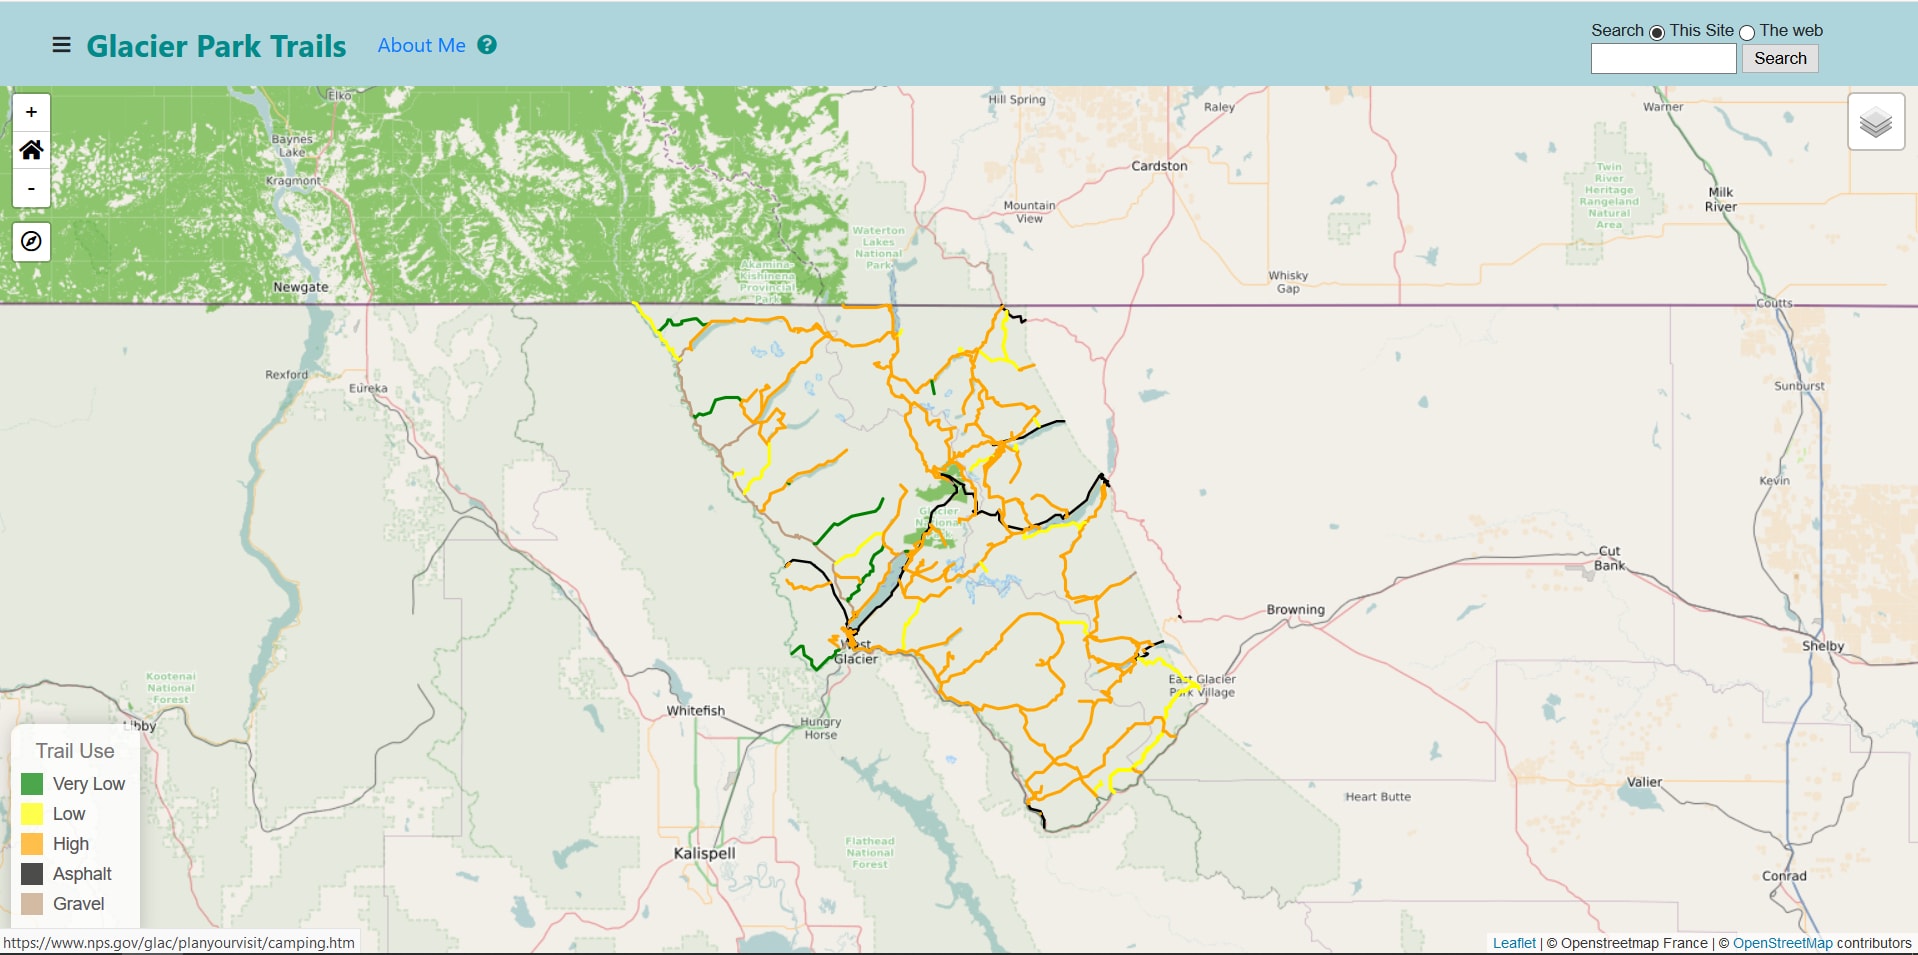 Glacier Park Trails
About Me
?
Search This Site The web
Search
+
-
Elko
Baynes
Lake
Kragmont
Newgate
Rexford
Eureka
Hill Spring
Raley
Warner
Cardston
Mountain
View
Twin
River
Heritage
Rangeland
Natural
Area
Milk
River
Waterton
Lakes
National
Park
Akamina-
Kishinena
Provincial
Park
Whisky
Gap
Coutts
Sunburst
Kevin
Glacier
National
Cut
Bank
Browning
Shelby
West
Glacier
East Glacier
Park Village
Kootenai
National
Forest
Libby
Whitefish
Hungry
Horse
Valier
Heart Butte
Flathead
National
Forest
Kalispell
Conrad
Trail Use
Very Low
Low
High
Asphalt
Gravel
https://www.nps.gov/glac/planyourvisit/camping.htm
Leaflet | © Openstreetmap France | © OpenStreetMap contributors